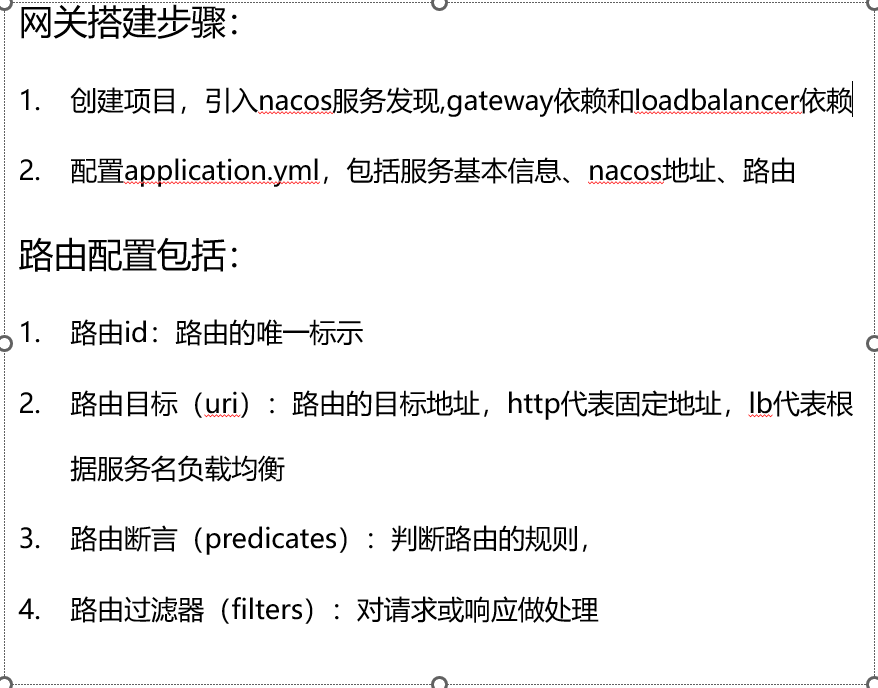 网关搭建步骤：
1. 创建项目，引入nacos服务发现,gateway依赖和loadbalancer依赖
2. 配置application.yml，包括服务基本信息、nacos地址、路由
路由配置包括：
1. 路由id：路由的唯一标示
2. 路由目标（uri）：路由的目标地址，http代表固定地址，lb代表根
据服务名负载均衡
3. 路由断言（predicates）：判断路由的规则，
4. 路由过滤器（filters）：对请求或响应做处理